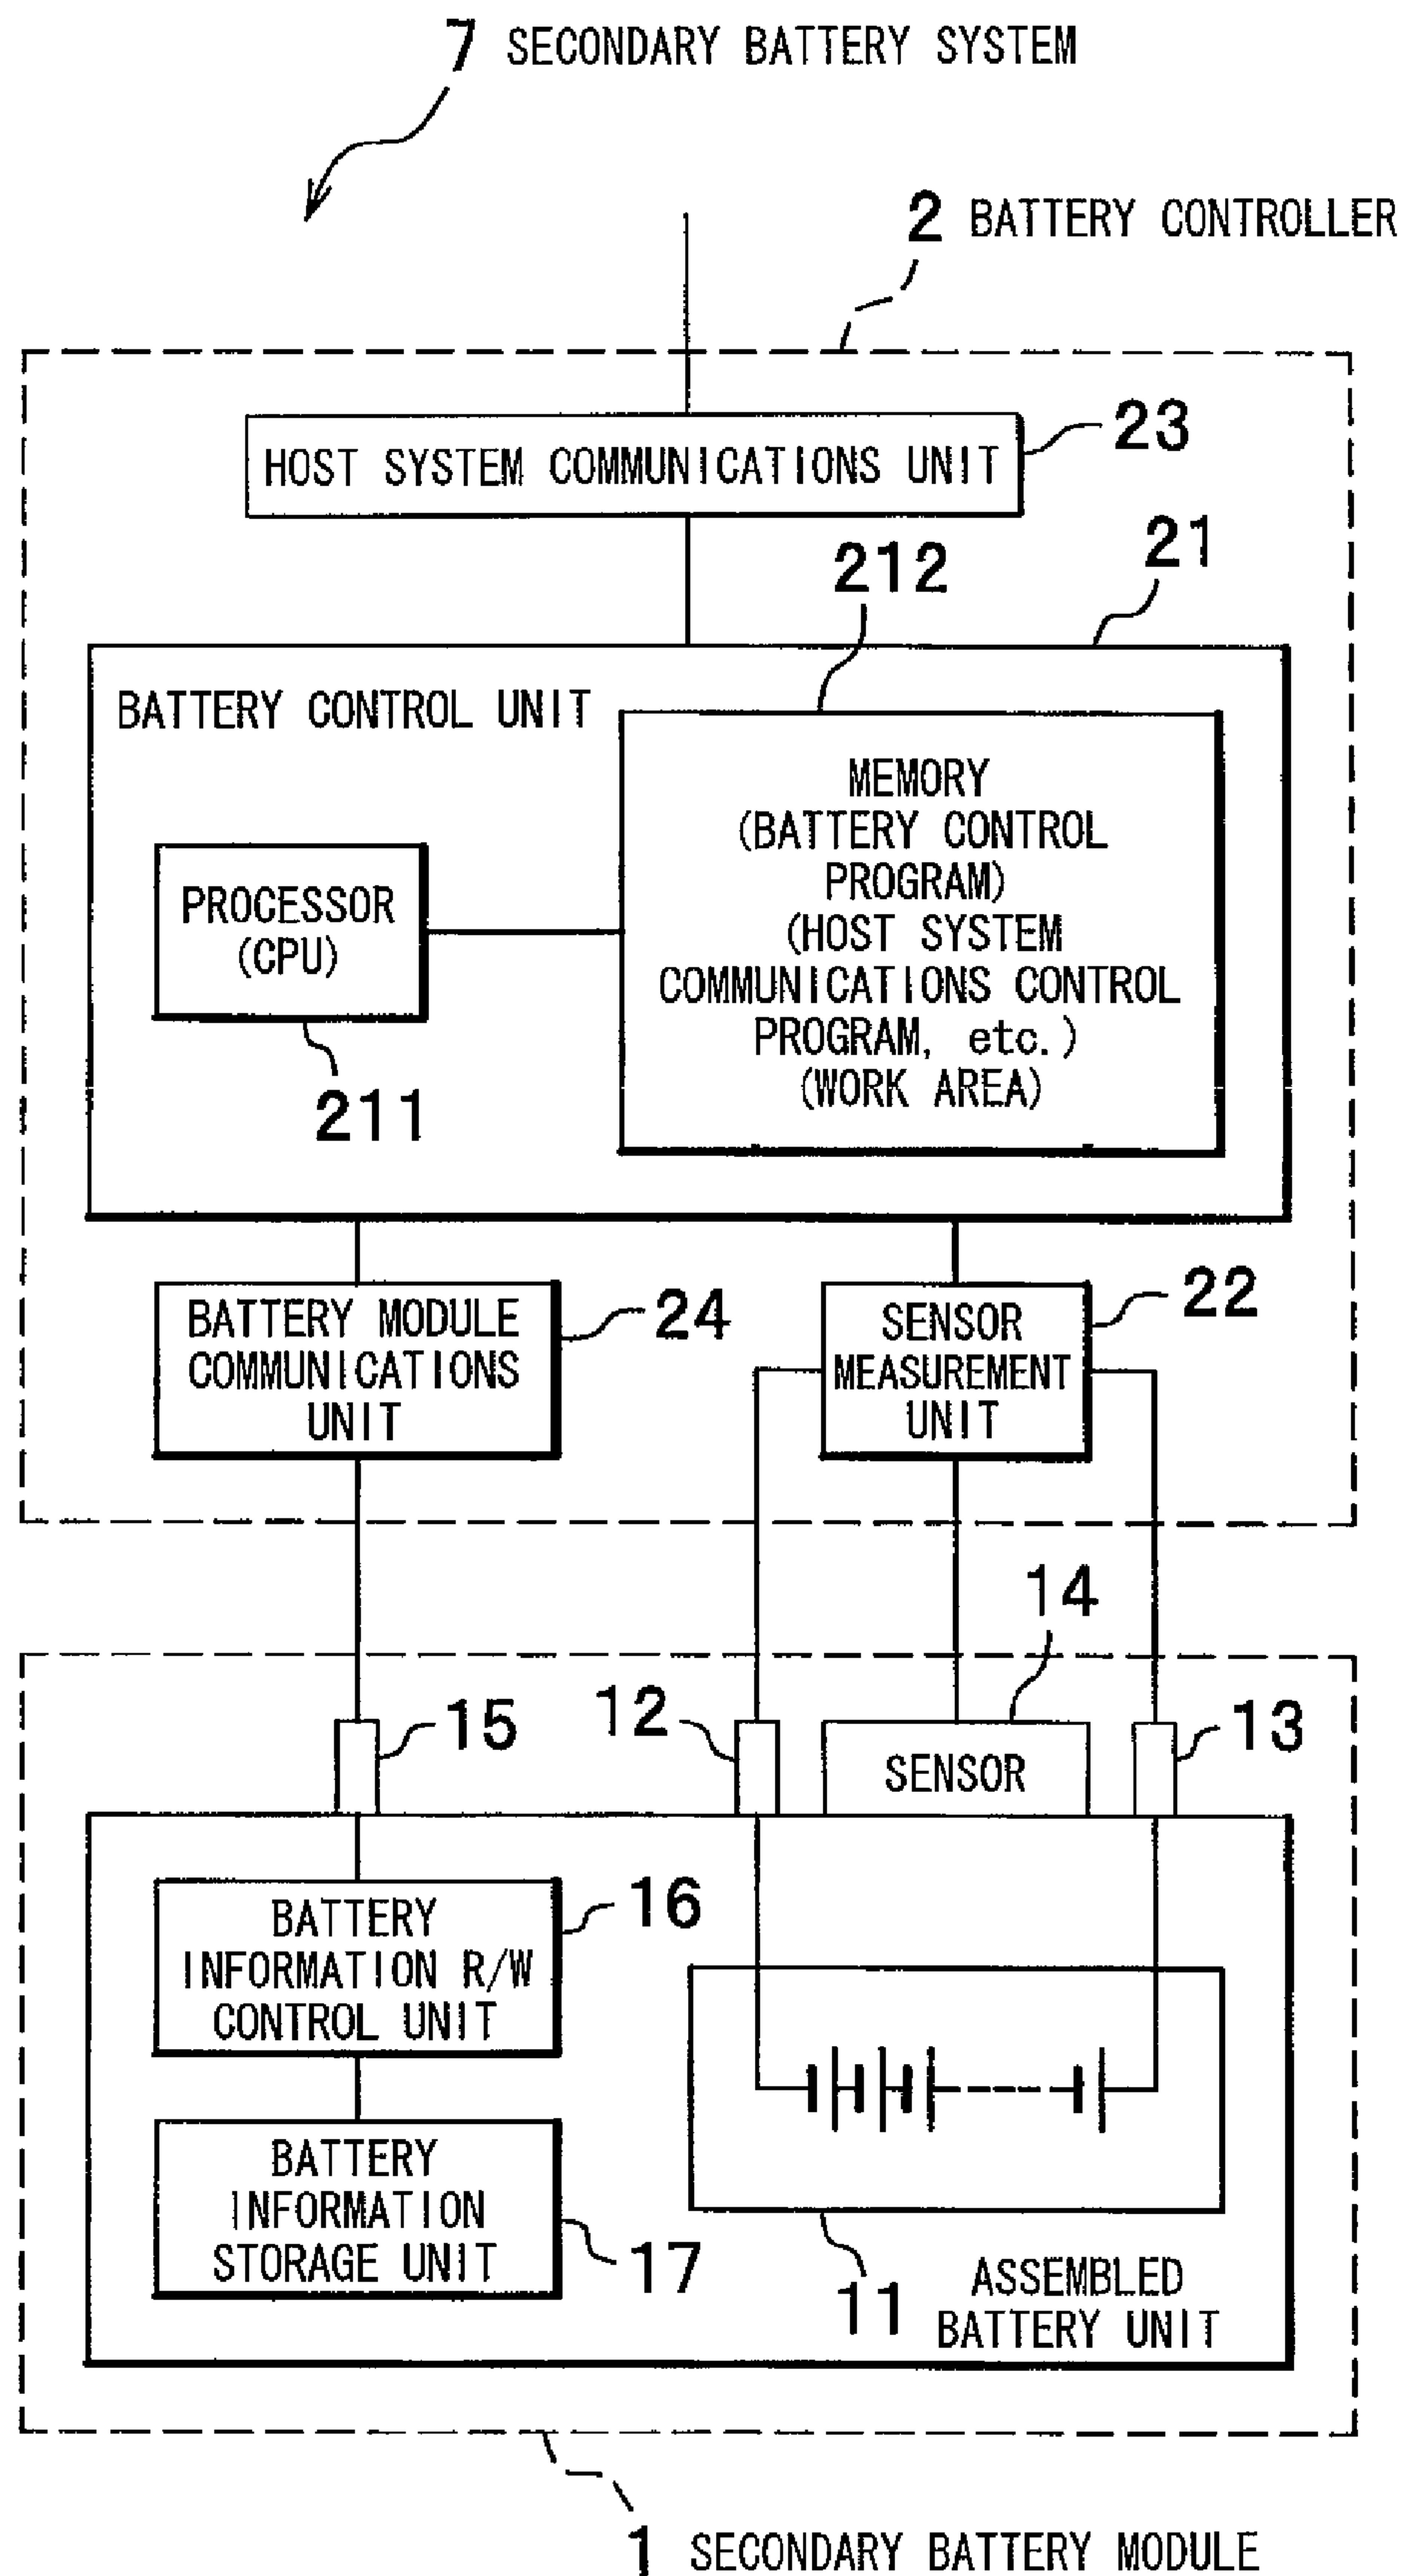 7 SECONDARY BATTERY SYSTEM
2 BATTERY CONTROLLER
HOST SYSTEM COMMUNICATIONS UNIT
23
21
212
BATTERY CONTROL UNIT
MEMORY
(BATTERY CONTROL
PROGRAM)
(HOST SYSTEM
COMMUNICATIONS CONTROL
PROGRAM, etc.)
(WORK AREA)
PROCESSOR
(CPU)
211
BATTERY MODULE
COMMUNICATIONS
UNIT
24
SENSOR
MEASUREMENT
UNIT
22
14
15
12
SENSOR
13
BATTERY
INFORMATION R/W
CONTROL UNIT
16
BATTERY
INFORMATION
STORAGE UNIT
17
11
ASSEMBLED
BATTERY UNIT
1 SECONDARY BATTERY MODULE